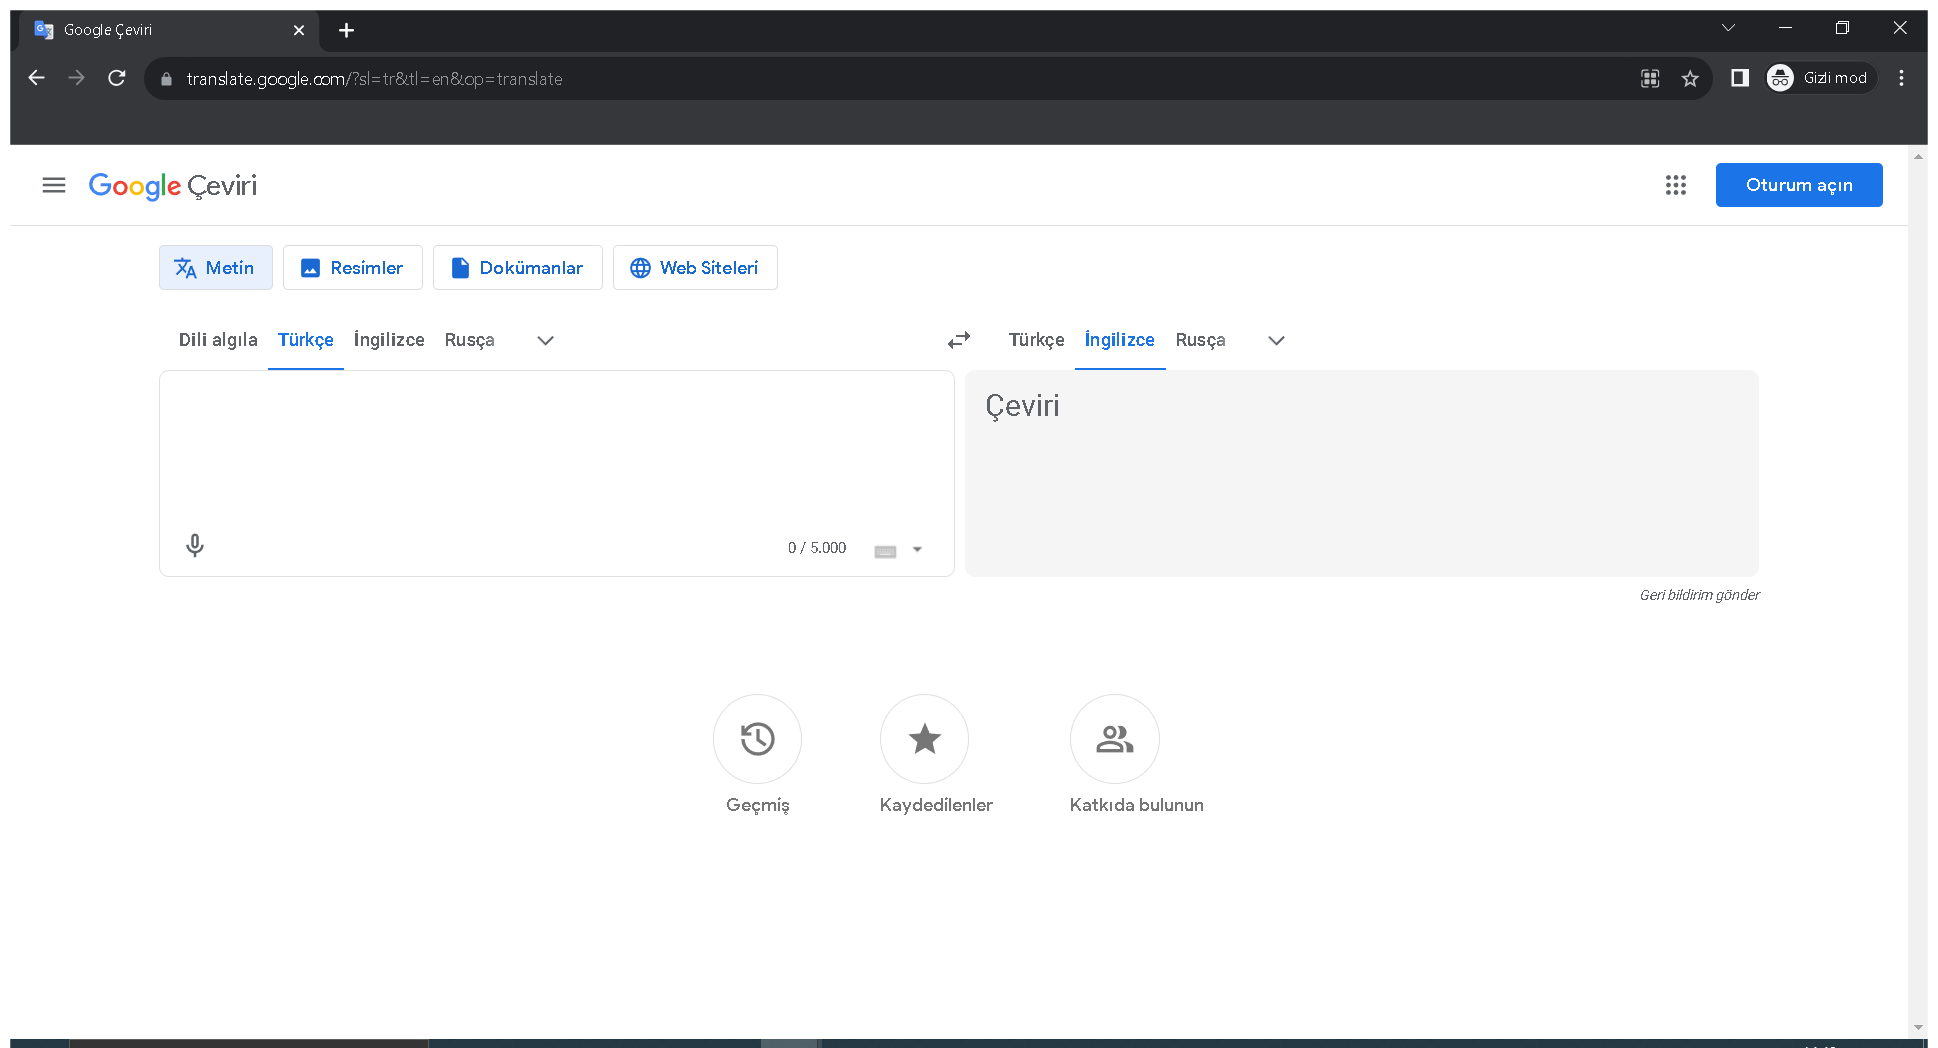 Google Çeviri
translate.google.com/?sl=tr&tl=en&op=translate
Gizli mod
Google Çeviri
Oturum açın
Metin Resimler Dokümanlar Web Siteleri
Dili algıla Türkçe İngilizce Rusça Türkçe İngilizce Rusça
Çeviri
0 / 5.000
Geri bildirim gönder
Geçmiş Kaydedilenler Katkıda bulunun